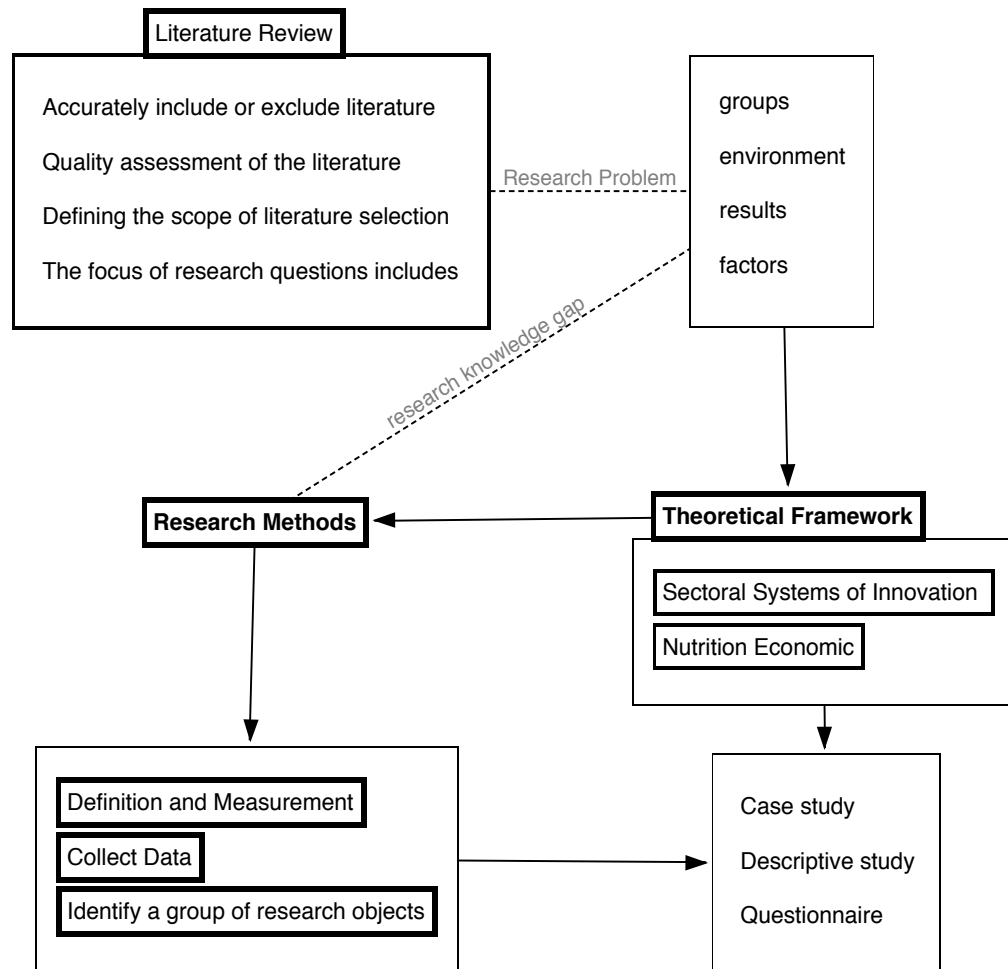 Literature Review
Accurately include or exclude literature
Quality assessment of the literature
Defining the scope of literature selection
The focus of research questions includes
Research Problem
groups
environment
results
factors
research knowledge gap
Research Methods
Theoretical Framework
Sectoral Systems of Innovation
Nutrition Economic
Definition and Measurement
Collect Data
Identify a group of research objects
Case study
Descriptive study
Questionnaire